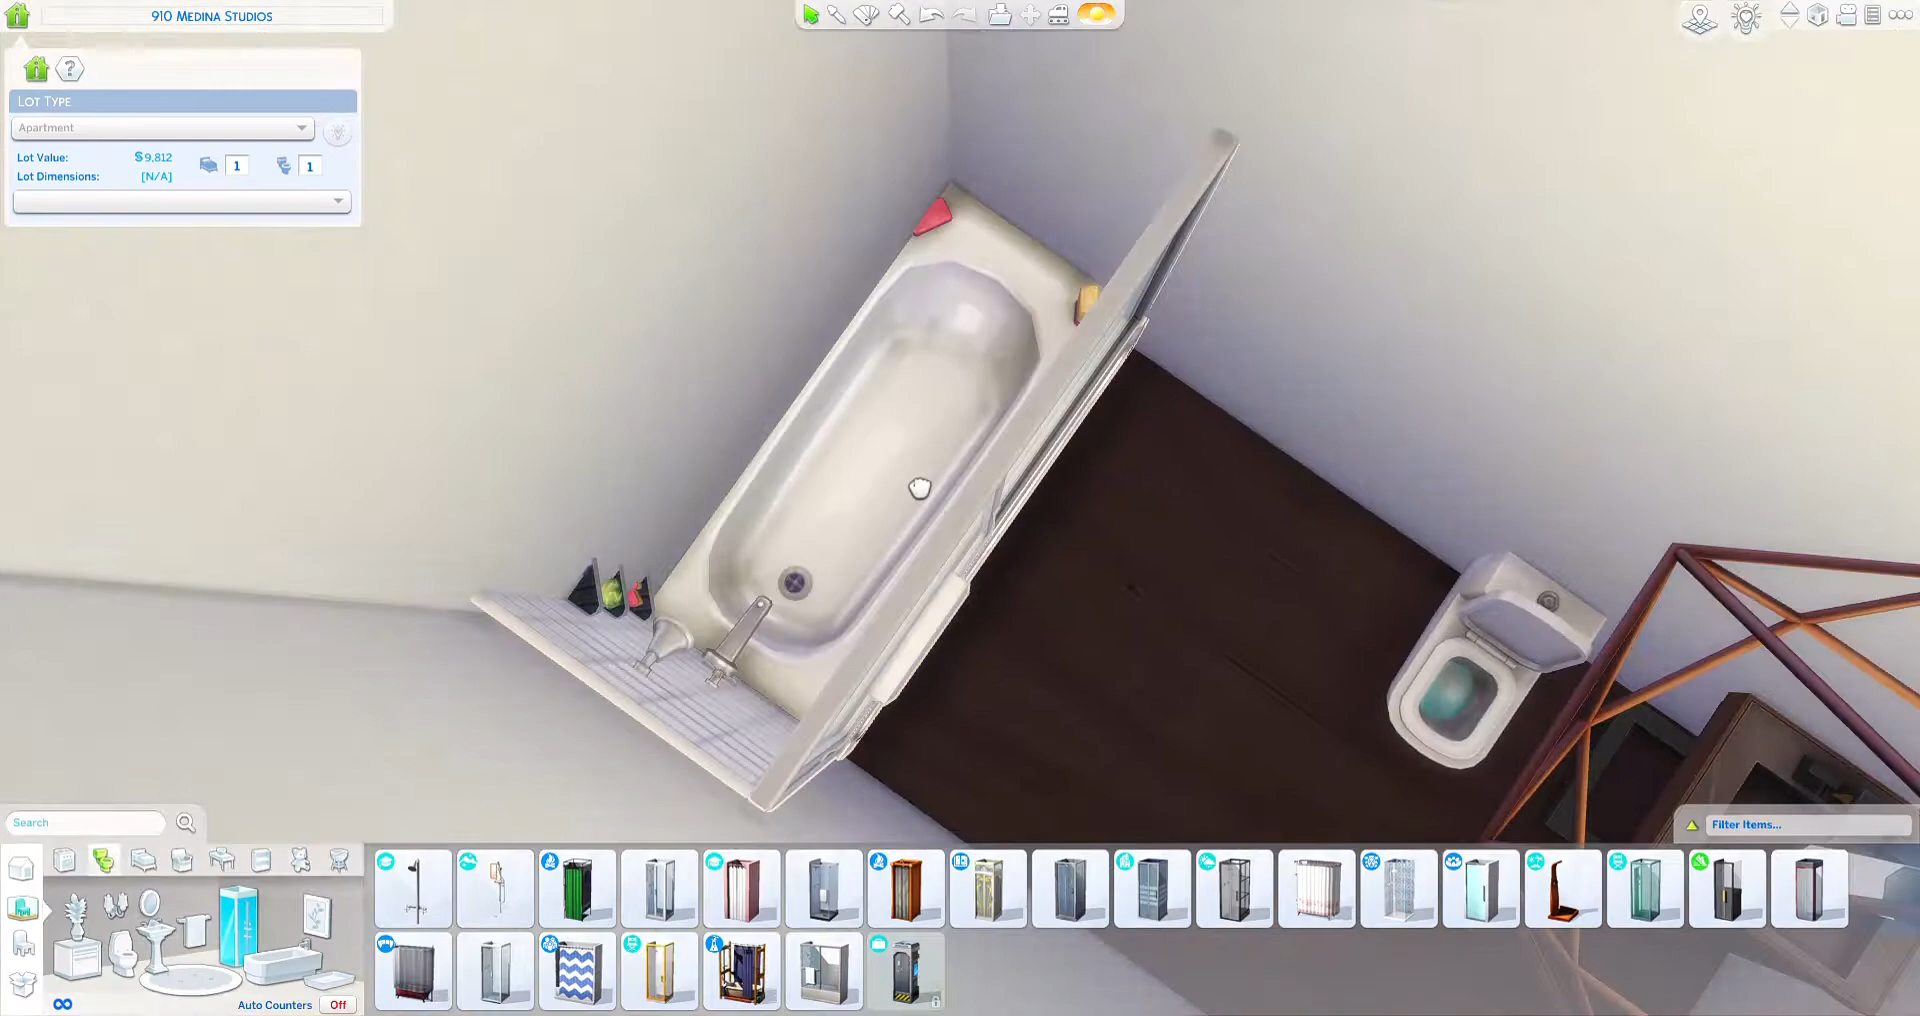 910 MEDINA STUDIOS
?
LOT TYPE
Apartment
Lot Value: §9,812 1 1
Lot Dimensions: [N/A]
Search
Filter Items...
Auto Counters Off